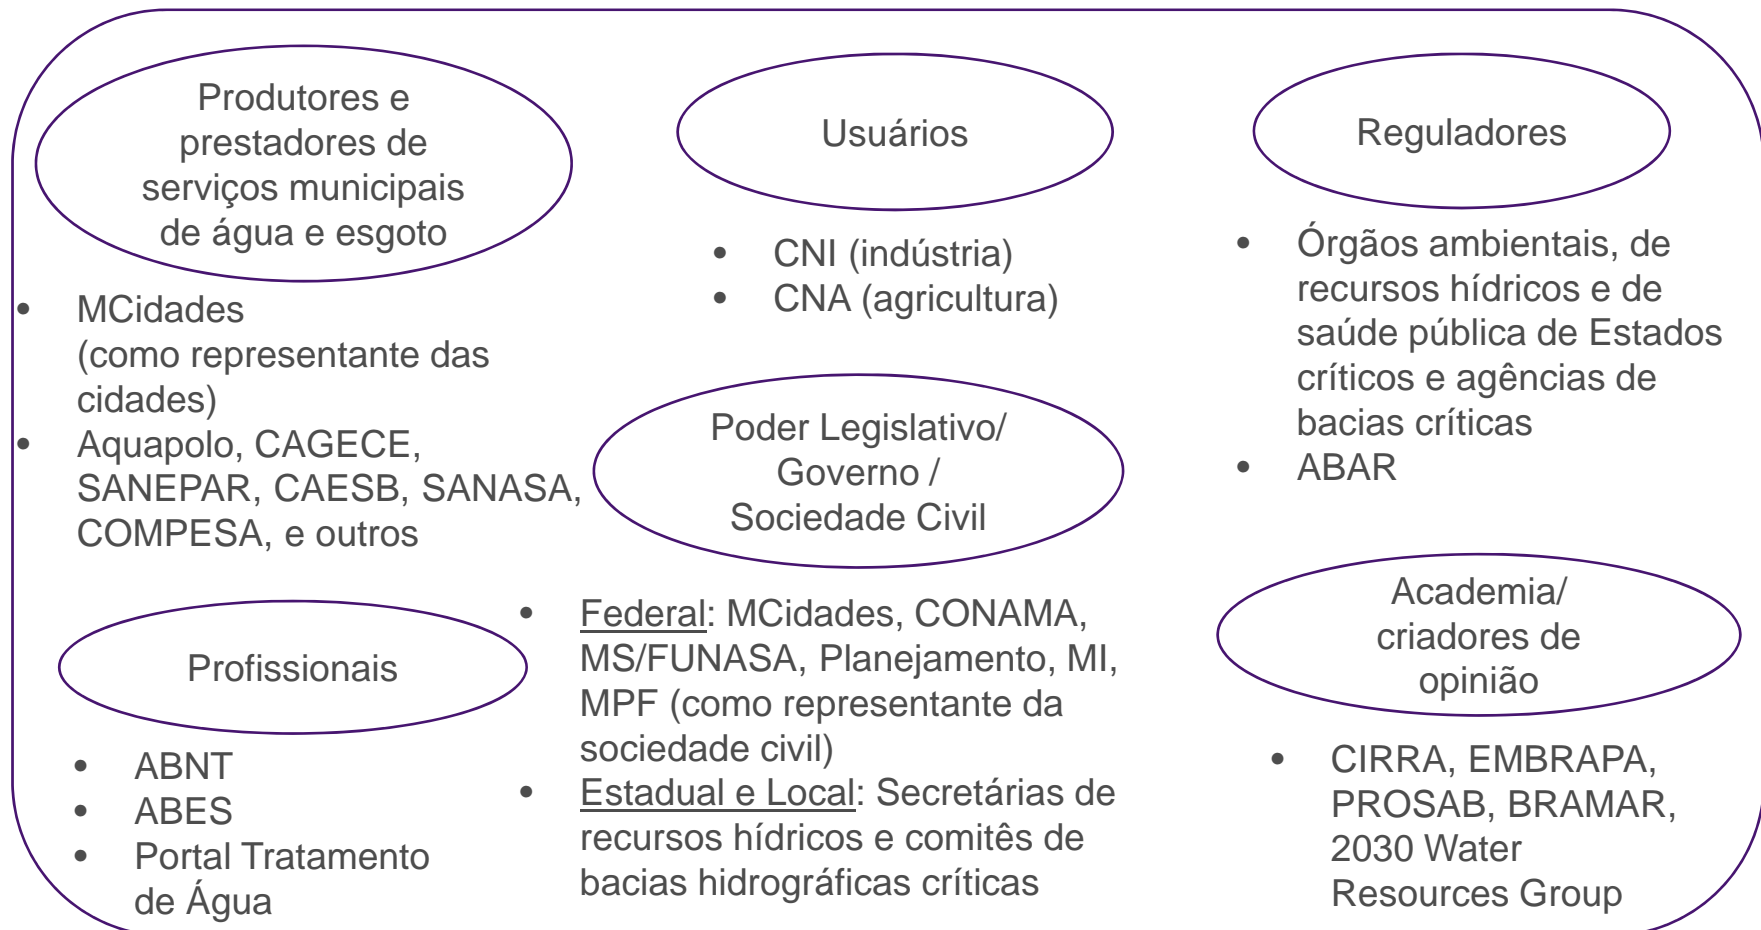 Produtores e
prestadores de
serviços municipais
de água e esgoto
• MCidades
(como representante das
cidades)
• Aquapolo, CAGECE,
SANEPAR, CAESB, SANASA,
COMPESA, e outros
Profissionais
• ABNT
• ABES
• Portal Tratamento
de Água
Usuários
• CNI (indústria)
• CNA (agricultura)
Poder Legislativo/
Governo /
Sociedade Civil
• Federal: MCidades, CONAMA,
MS/FUNASA, Planejamento, MI,
MPF (como representante da
sociedade civil)
• Estadual e Local: Secretárias de
recursos hídricos e comitês de
bacias hidrográficas críticas
Reguladores
• Órgãos ambientais, de
recursos hídricos e de
saúde pública de Estados
críticos e agências de
bacias críticas
• ABAR
Academia/
criadores de
opinião
• CIRRA, EMBRAPA,
PROSAB, BRAMAR,
2030 Water
Resources Group